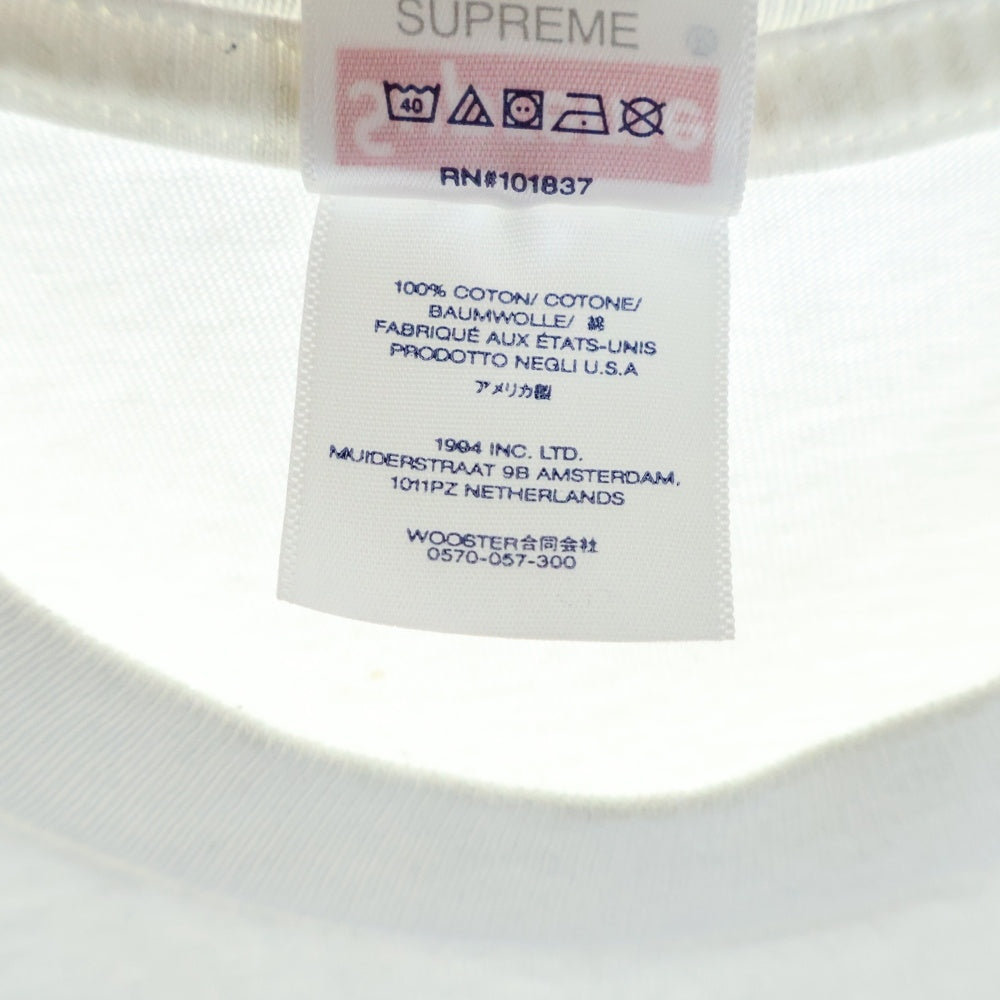 SUPREME
40
RN#101837
100% COTON/ COTONE/
BAUMWOLLE/ 綿
FABRIQUÉ AUX ÉTATS-UNIS
PRODOTTO NEGLI U.S.A
アメリカ製
1994 INC. LTD.
MUIDERSTRAAT 9B AMSTERDAM,
1011PZ NETHERLANDS
WOOSTER合同会社
0570-057-300